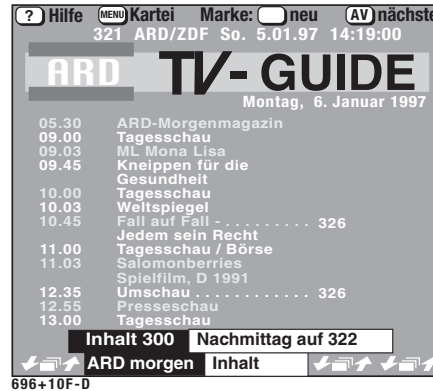 ? Hilfe MENU Kartei Marke: neu AV nächste
321 ARD/ZDF So. 5.01.97 14:19:00
ARD TV- GUIDE
Montag, 6. Januar 1997
05.30 ARD-Morgenmagazin
09.00 Tagesschau
09.03 ML Mona Lisa
09.45 Kneippen für die
Gesundheit
10.00 Tagesschau
10.03 Weltspiegel
10.45 Fall auf Fall - . . . . . . . . . 326
Jedem sein Recht
11.00 Tagesschau / Börse
11.03 Salomonberries
Spielfilm, D 1991
12.35 Umschau . . . . . . . . . . . . 326
12.55 Presseschau
13.00 Tagesschau
Inhalt 300 Nachmittag auf 322
ARD morgen Inhalt
696+10F-D